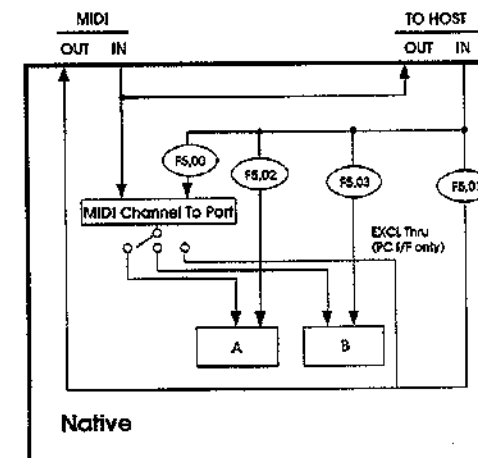 MIDI
TO HOST
OUT IN
OUT IN
F5,00
F5,02
F5,03
MIDI Channel To Port
EXCL Thru
(PC I/F only)
A
B
Native